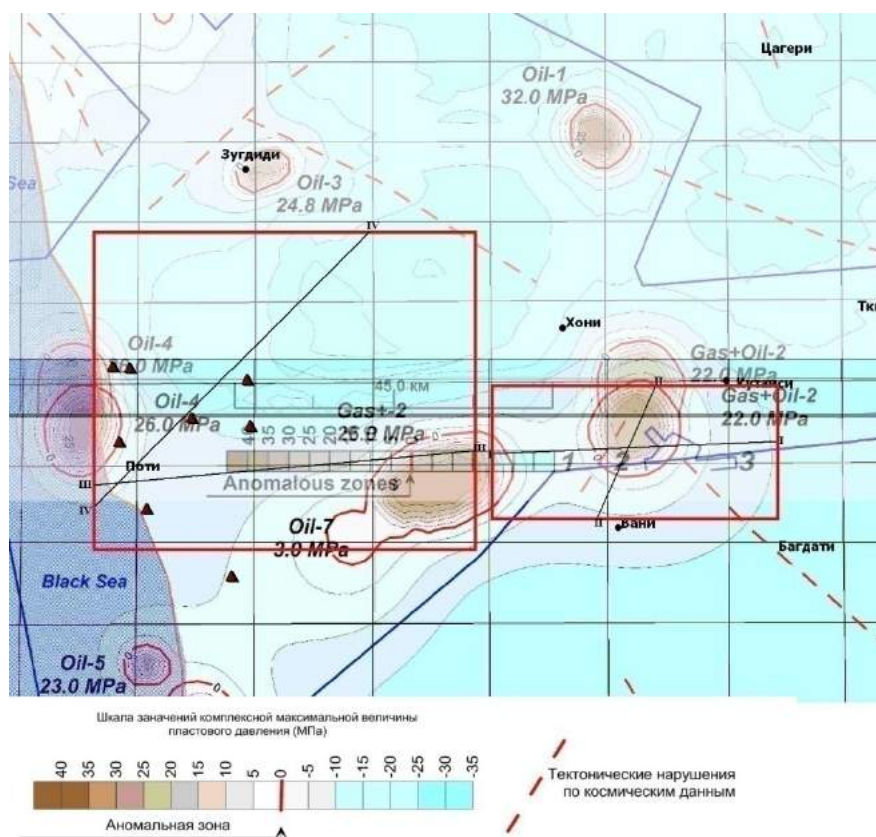 Цагери
Oil-1
32.0 MPa
Зугдиди
Sea
Oil-3
24.8 MPa
IV
Хони
Oil-4
26.0 MPa
Gas+Oil-2
22.0 MPa
45,0 км
II
Кутаиси
Oil-4
26.0 MPa
Gas+-2
26.0 MPa
Gas+Oil-2
22.0 MPa
III
I
40 35 30 25 20 15 10
1 2 3
Поти
III
Anomalous zones
IV
Oil-7
3.0 MPa
II
Вани
Багдати
Black Sea
Oil-5
23.0 MPa
Шкала заначений комплексной максимальной величины
пластового давления (МПа)
40 35 30 25 20 15 10 5 0 -5 -10 -15 -20 -25 -30 -35
Тектонические нарушения
по космическим данным
Аномальная зона